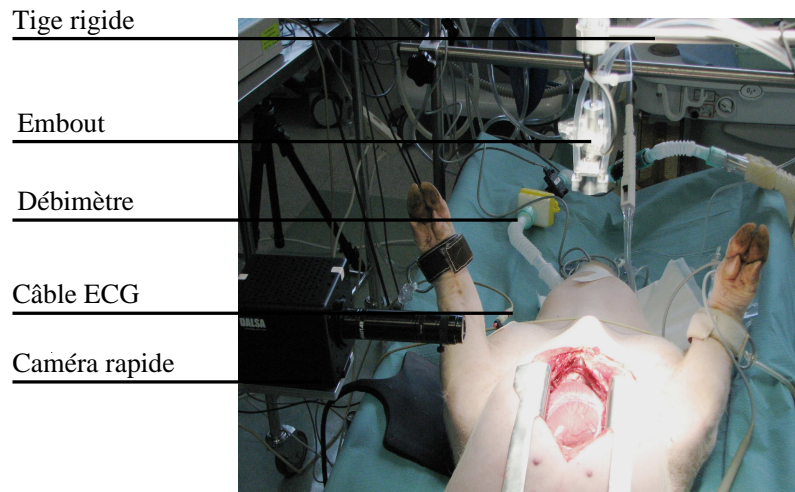 Tige rigide
Embout
Débimètre
Câble ECG
Caméra rapide
DALSA